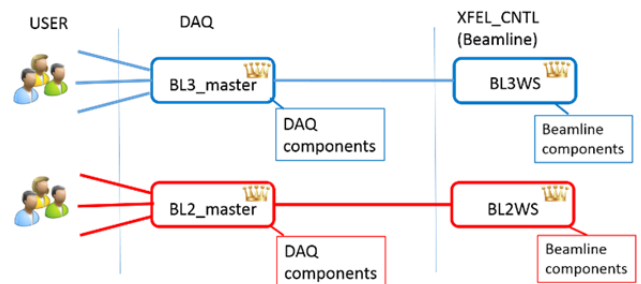 USER
DAQ
XFEL_CNTL
(Beamline)
BL3_master
BL3WS
DAQ
components
Beamline
components
BL2_master
BL2WS
DAQ
components
Beamline
components